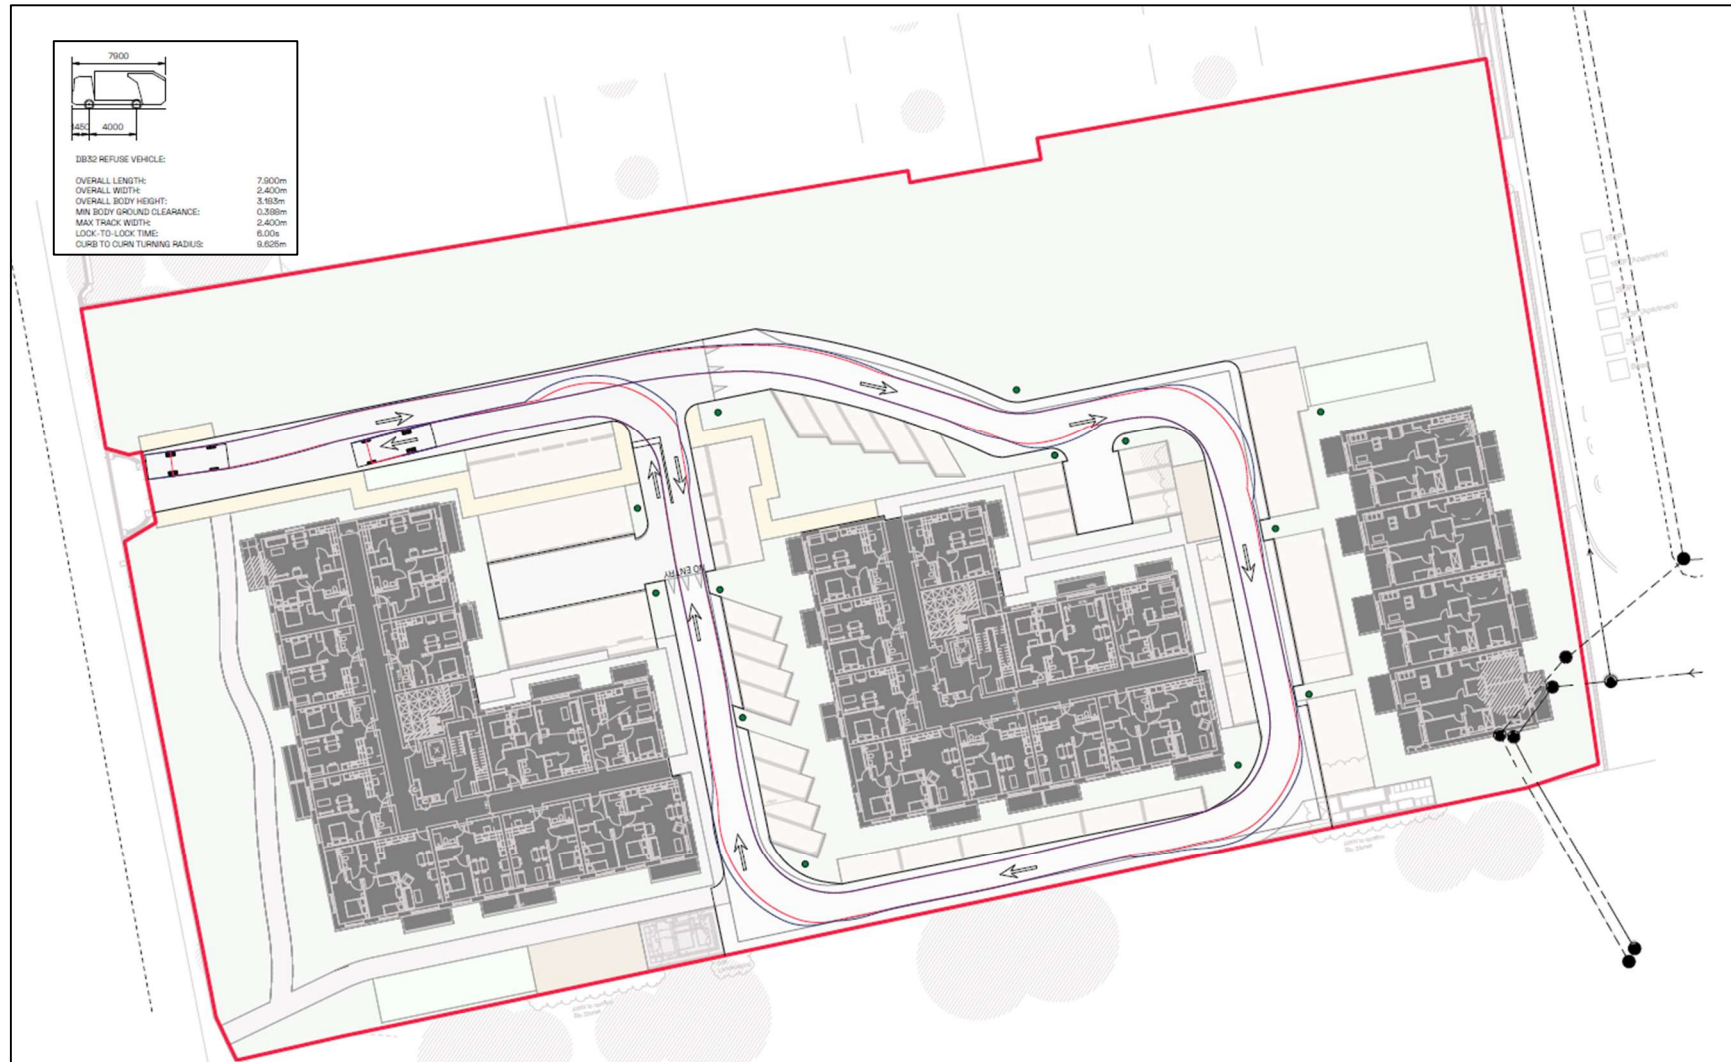 7900
1450
4000
DB32 REFUSE VEHICLE:
OVERALL LENGTH: 7.900m
OVERALL WIDTH: 2.400m
OVERALL BODY HEIGHT: 3.183m
MIN BODY GROUND CLEARANCE: 0.388m
MAX TRACK WIDTH: 2.400m
LOCK-TO-LOCK TIME: 6.00s
CURB TO CURN TURNING RADIUS: 9.625m
NO ENTRY